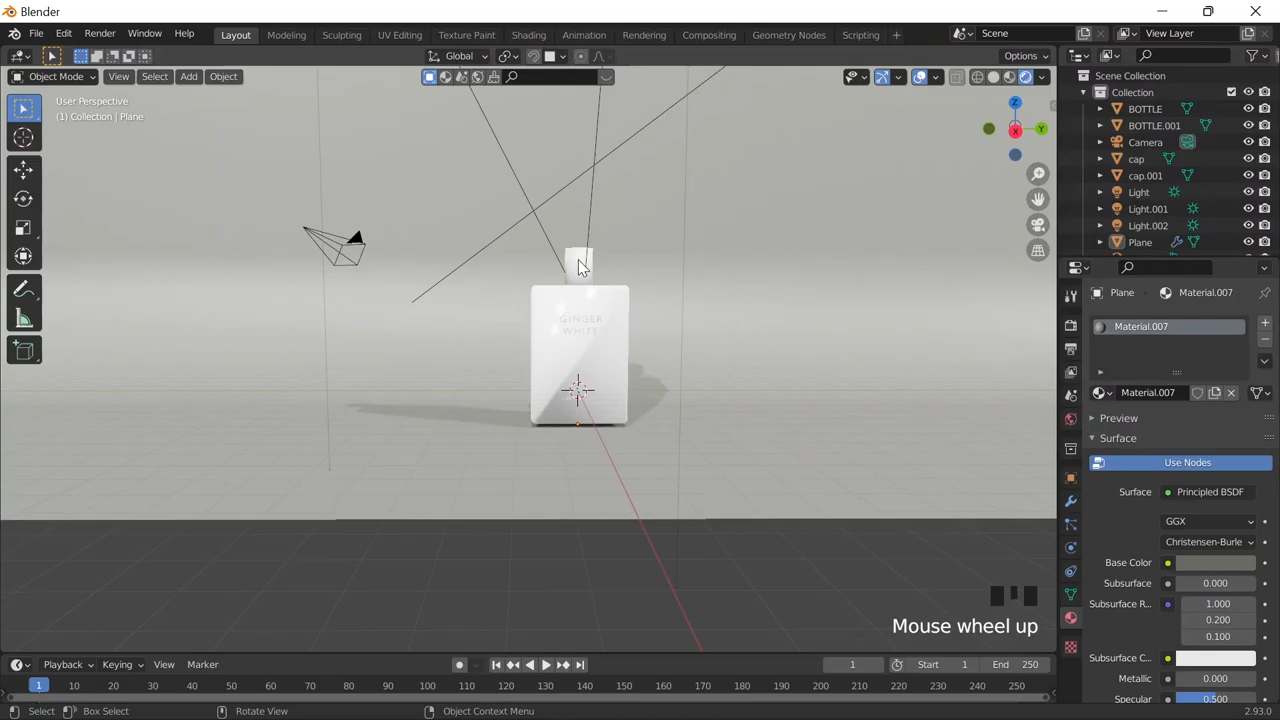 Blender
File Edit Render Window Help
Layout Modeling Sculpting UV Editing Texture Paint Shading Animation Rendering Compositing Geometry Nodes Scripting +
Scene
View Layer
Global
Options
Object Mode
View Select Add Object
User Perspective
(1) Collection | Plane
Z
Y
X
GINGER
WHITE
Mouse wheel up
Scene Collection
Collection
BOTTLE
BOTTLE.001
Camera
cap
cap.001
Light
Light.001
Light.002
Plane
Plane Material.007
Material.007
Material.007
Preview
Surface
Use Nodes
Surface Principled BSDF
GGX
Christensen-Burle
Base Color
Subsurface 0.000
Subsurface R... 1.000
0.200
0.100
Subsurface C...
Metallic 0.000
Specular 0.500
Playback Keying View Marker
1 Start 1 End 250
1 10 20 30 40 50 60 70 80 90 100 110 120 130 140 150 160 170 180 190 200 210 220 230 240 250
Select Box Select Rotate View Object Context Menu 2.93.0